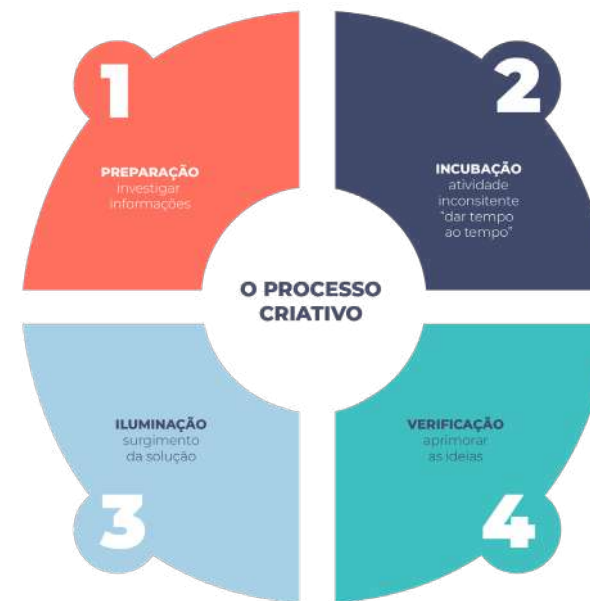 1
PREPARAÇÃO
investigar
informações
2
INCUBAÇÃO
atividade
inconsitente
"dar tempo
ao tempo"
O PROCESSO
CRIATIVO
ILUMINAÇÃO
surgimento
da solução
3
VERIFICAÇÃO
aprimorar
as ideias
4